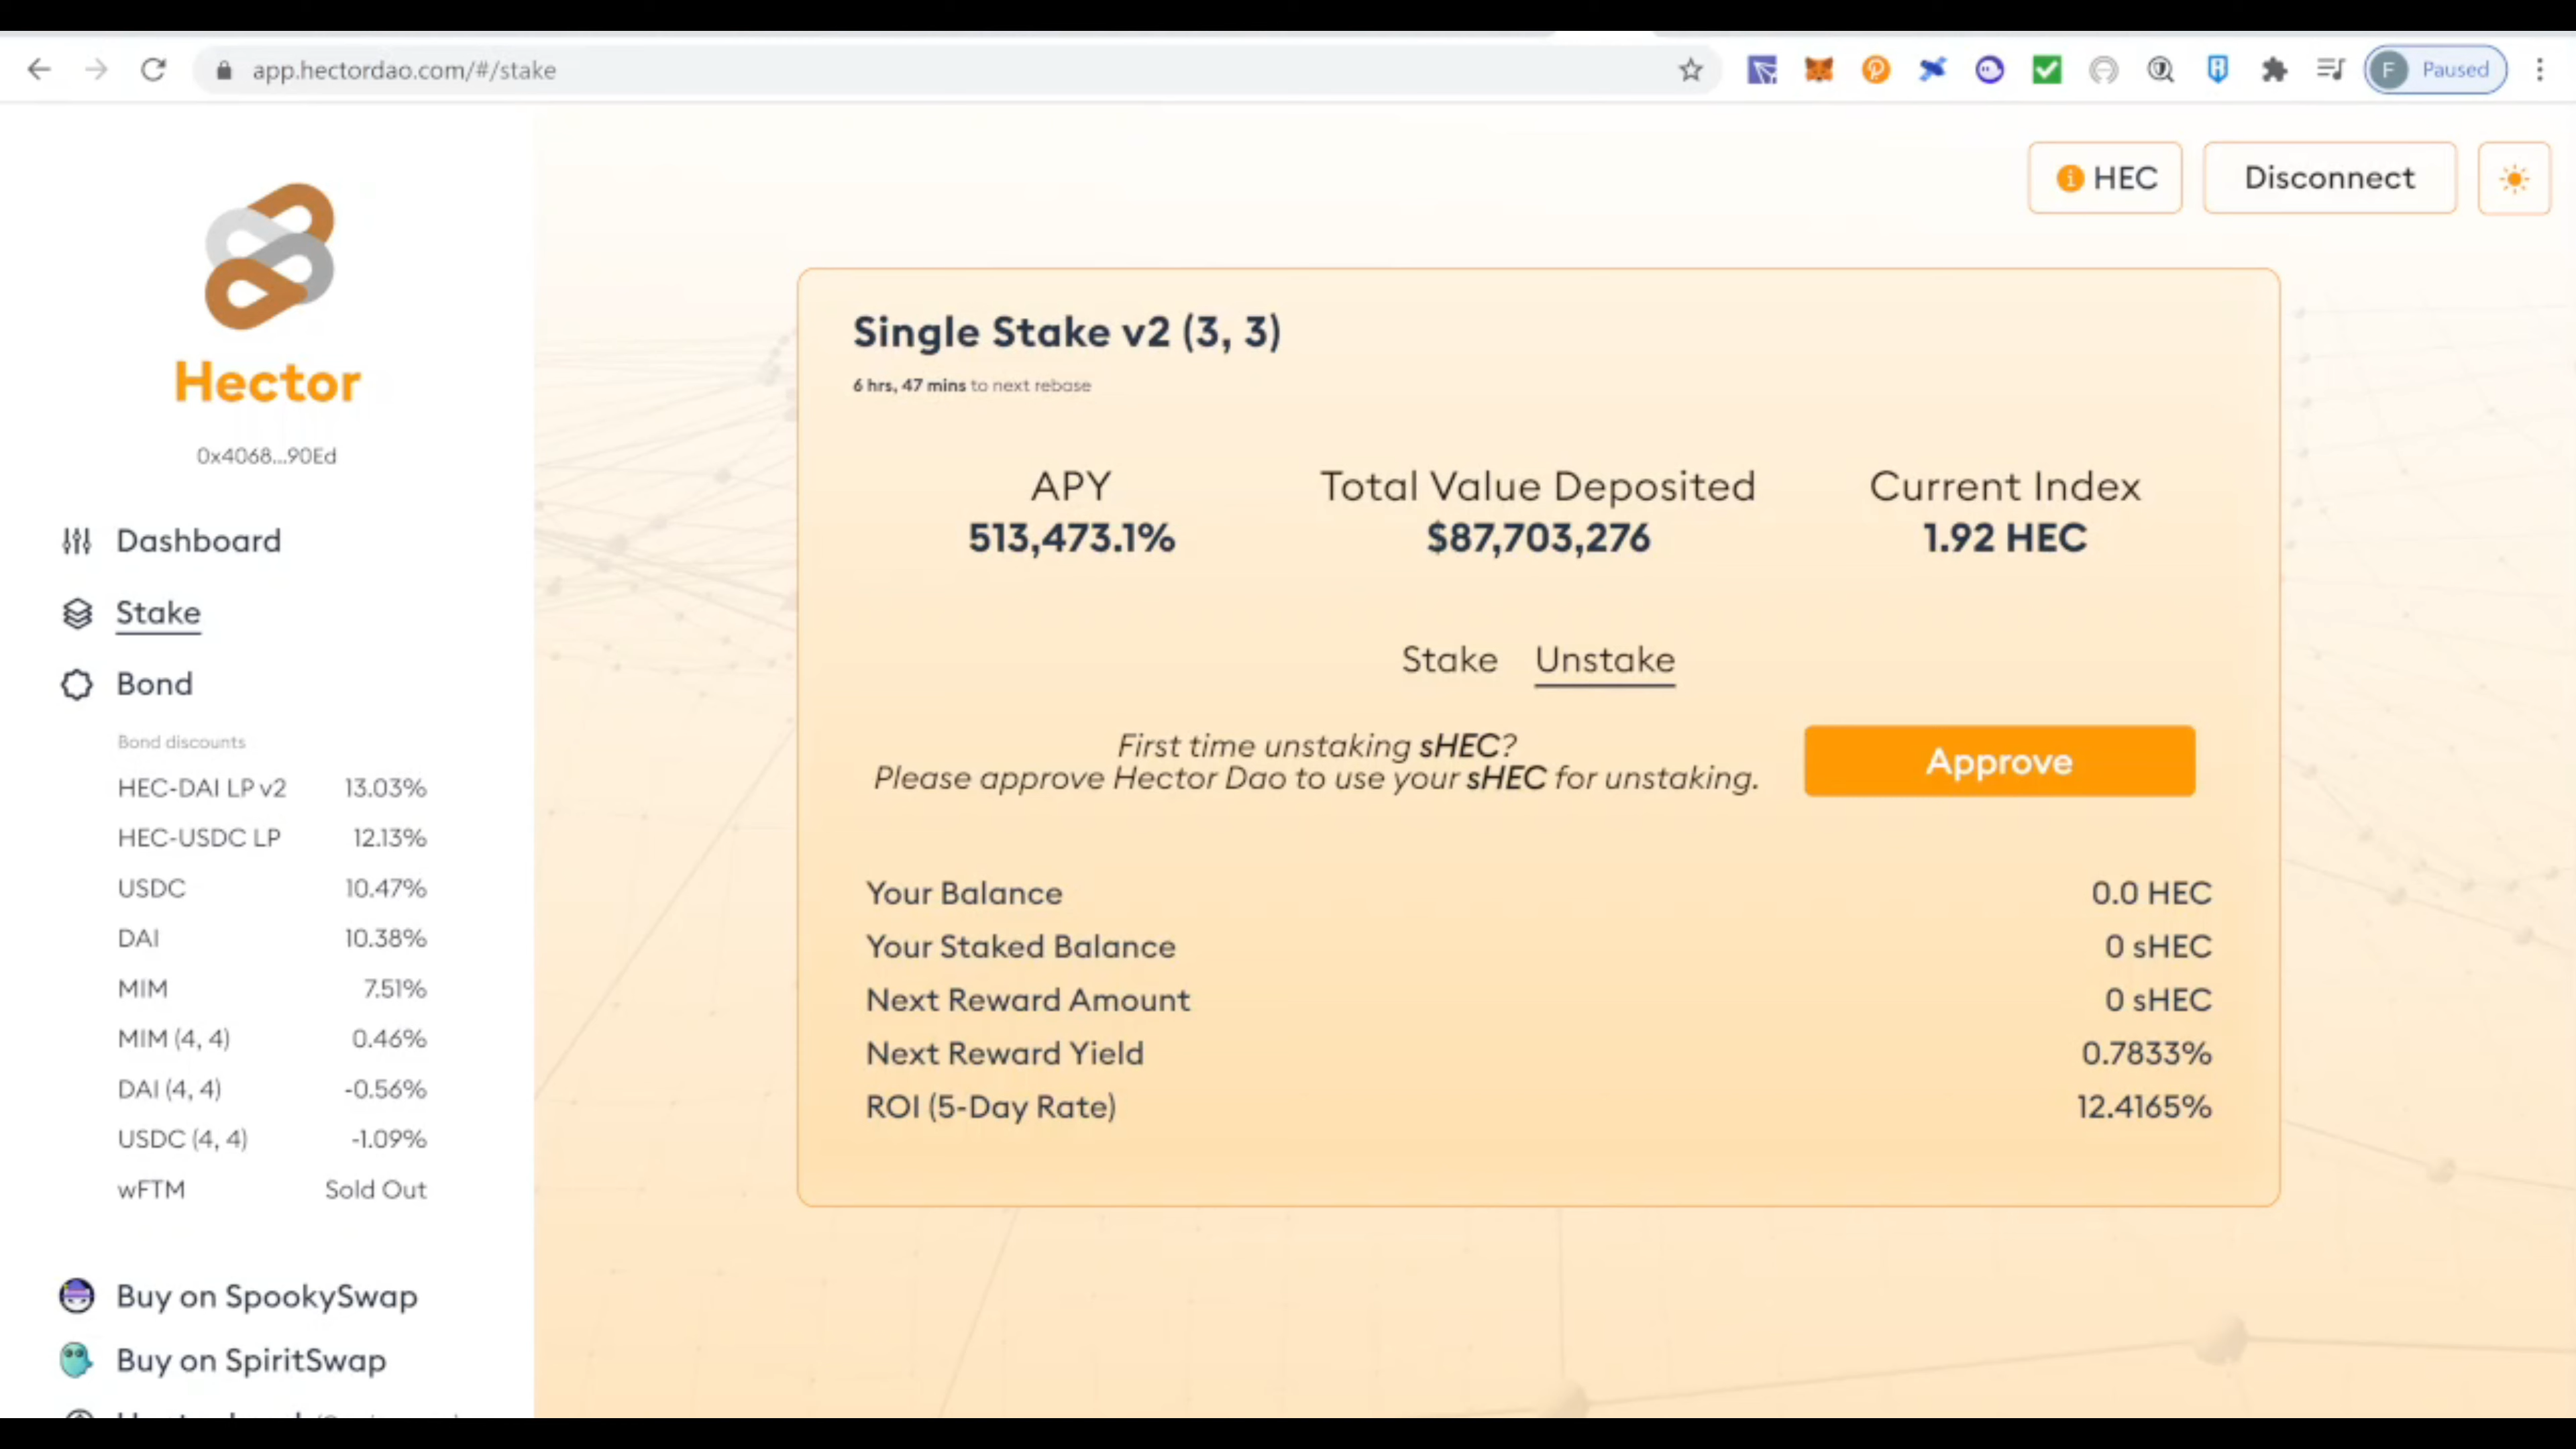 app.hectordao.com/#/stake
F Paused
Hector
0x4068...90Ed
Dashboard
Stake
Bond
Bond discounts
HEC-DAI LP v2 13.03%
HEC-USDC LP 12.13%
USDC 10.47%
DAI 10.38%
MIM 7.51%
MIM (4, 4) 0.46%
DAI (4, 4) -0.56%
USDC (4, 4) -1.09%
wFTM Sold Out
Buy on SpookySwap
Buy on SpiritSwap
HEC
Disconnect
Single Stake v2 (3, 3)
6 hrs, 47 mins to next rebase
APY Total Value Deposited Current Index
513,473.1% $87,703,276 1.92 HEC
Stake Unstake
First time unstaking sHEC?
Please approve Hector Dao to use your sHEC for unstaking.
Approve
Your Balance 0.0 HEC
Your Staked Balance 0 sHEC
Next Reward Amount 0 sHEC
Next Reward Yield 0.7833%
ROI (5-Day Rate) 12.4165%